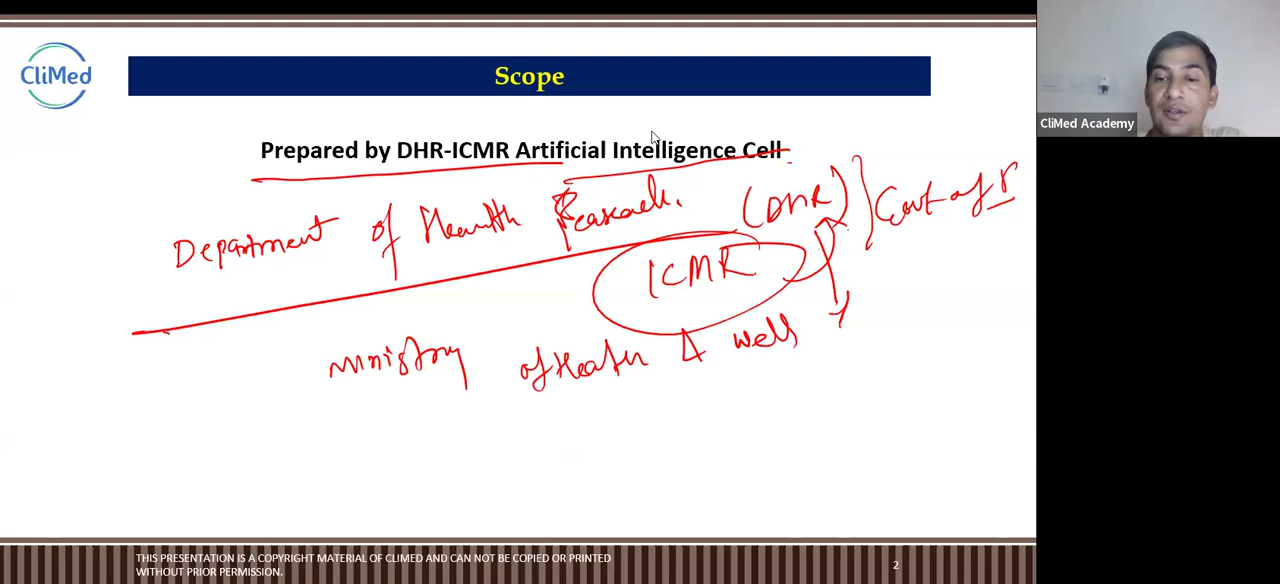 CliMed
Scope
CliMed Academy
Prepared by DHR-ICMR Artificial Intelligence Cell
Department of Health Research. (DHR) Govt of I
ICMR
ministry of Health & Welf
THIS PRESENTATION IS A COPYRIGHT MATERIAL OF CLIMED AND CAN NOT BE COPIED OR PRINTED
WITHOUT PRIOR PERMISSION.
2